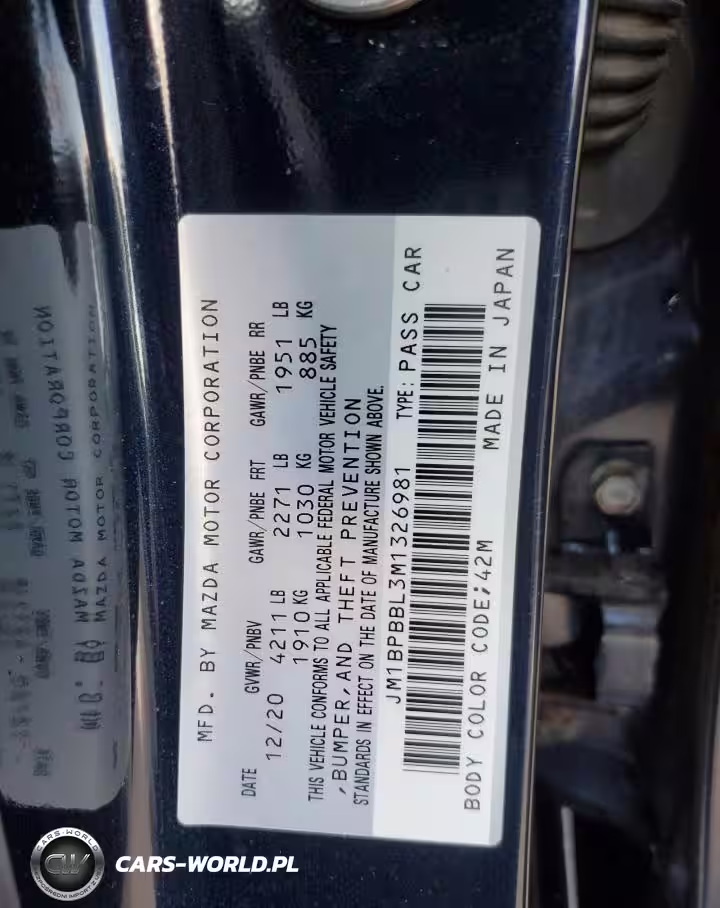 MFD. BY MAZDA MOTOR CORPORATION
DATE GVWR/PNBV GAWR/PNBE FRT GAWR/PNBE RR
12/20 4211 LB 2271 LB 1951 LB
1910 KG 1030 KG 885 KG
THIS VEHICLE CONFORMS TO ALL APPLICABLE FEDERAL MOTOR VEHICLE SAFETY
,BUMPER, AND THEFT PREVENTION
STANDARDS IN EFFECT ON THE DATE OF MANUFACTURE SHOWN ABOVE.
JM1BPBBL3M1326981 TYPE: PASS CAR
BODY COLOR CODE;42M MADE IN JAPAN
CARS-WORLD
CW
CARS-WORLD.PL